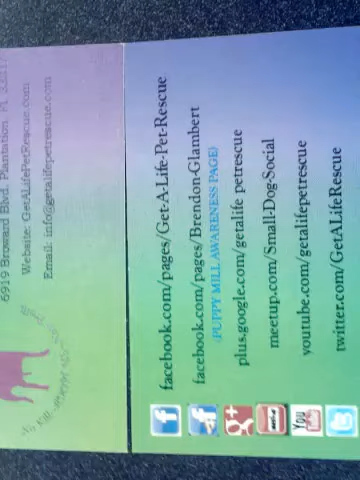 6919 Broward Blvd. Plantation
Website: GetALifePetRescue.com
Email: info@getalifepetrescue.com
facebook.com/pages/Get-A-Life-Pet-Rescue
facebook.com/pages/Brendon-Glambert
(PUPPY MILL AWARENESS PAGE)
plus.google.com/getalife petrescue
meetup.com/Small-Dog-Social
youtube.com/getalifepetrescue
twitter.com/GetALifeRescue